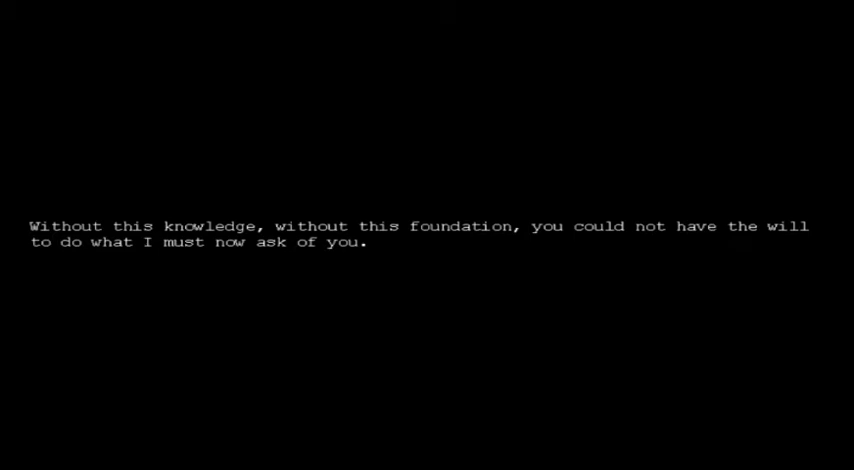 Without this knowledge, without this foundation, you could not have the will
to do what I must now ask of you.